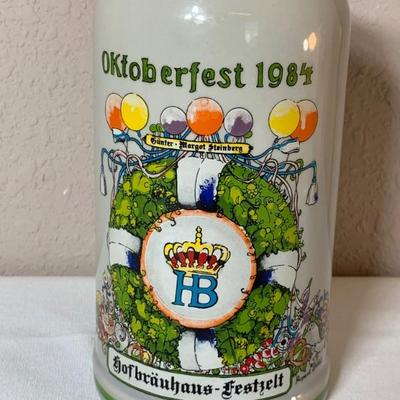 OKtoberfest 1984
Günter - Margot Steinberg
HB
Hofbräuhaus-Festzelt